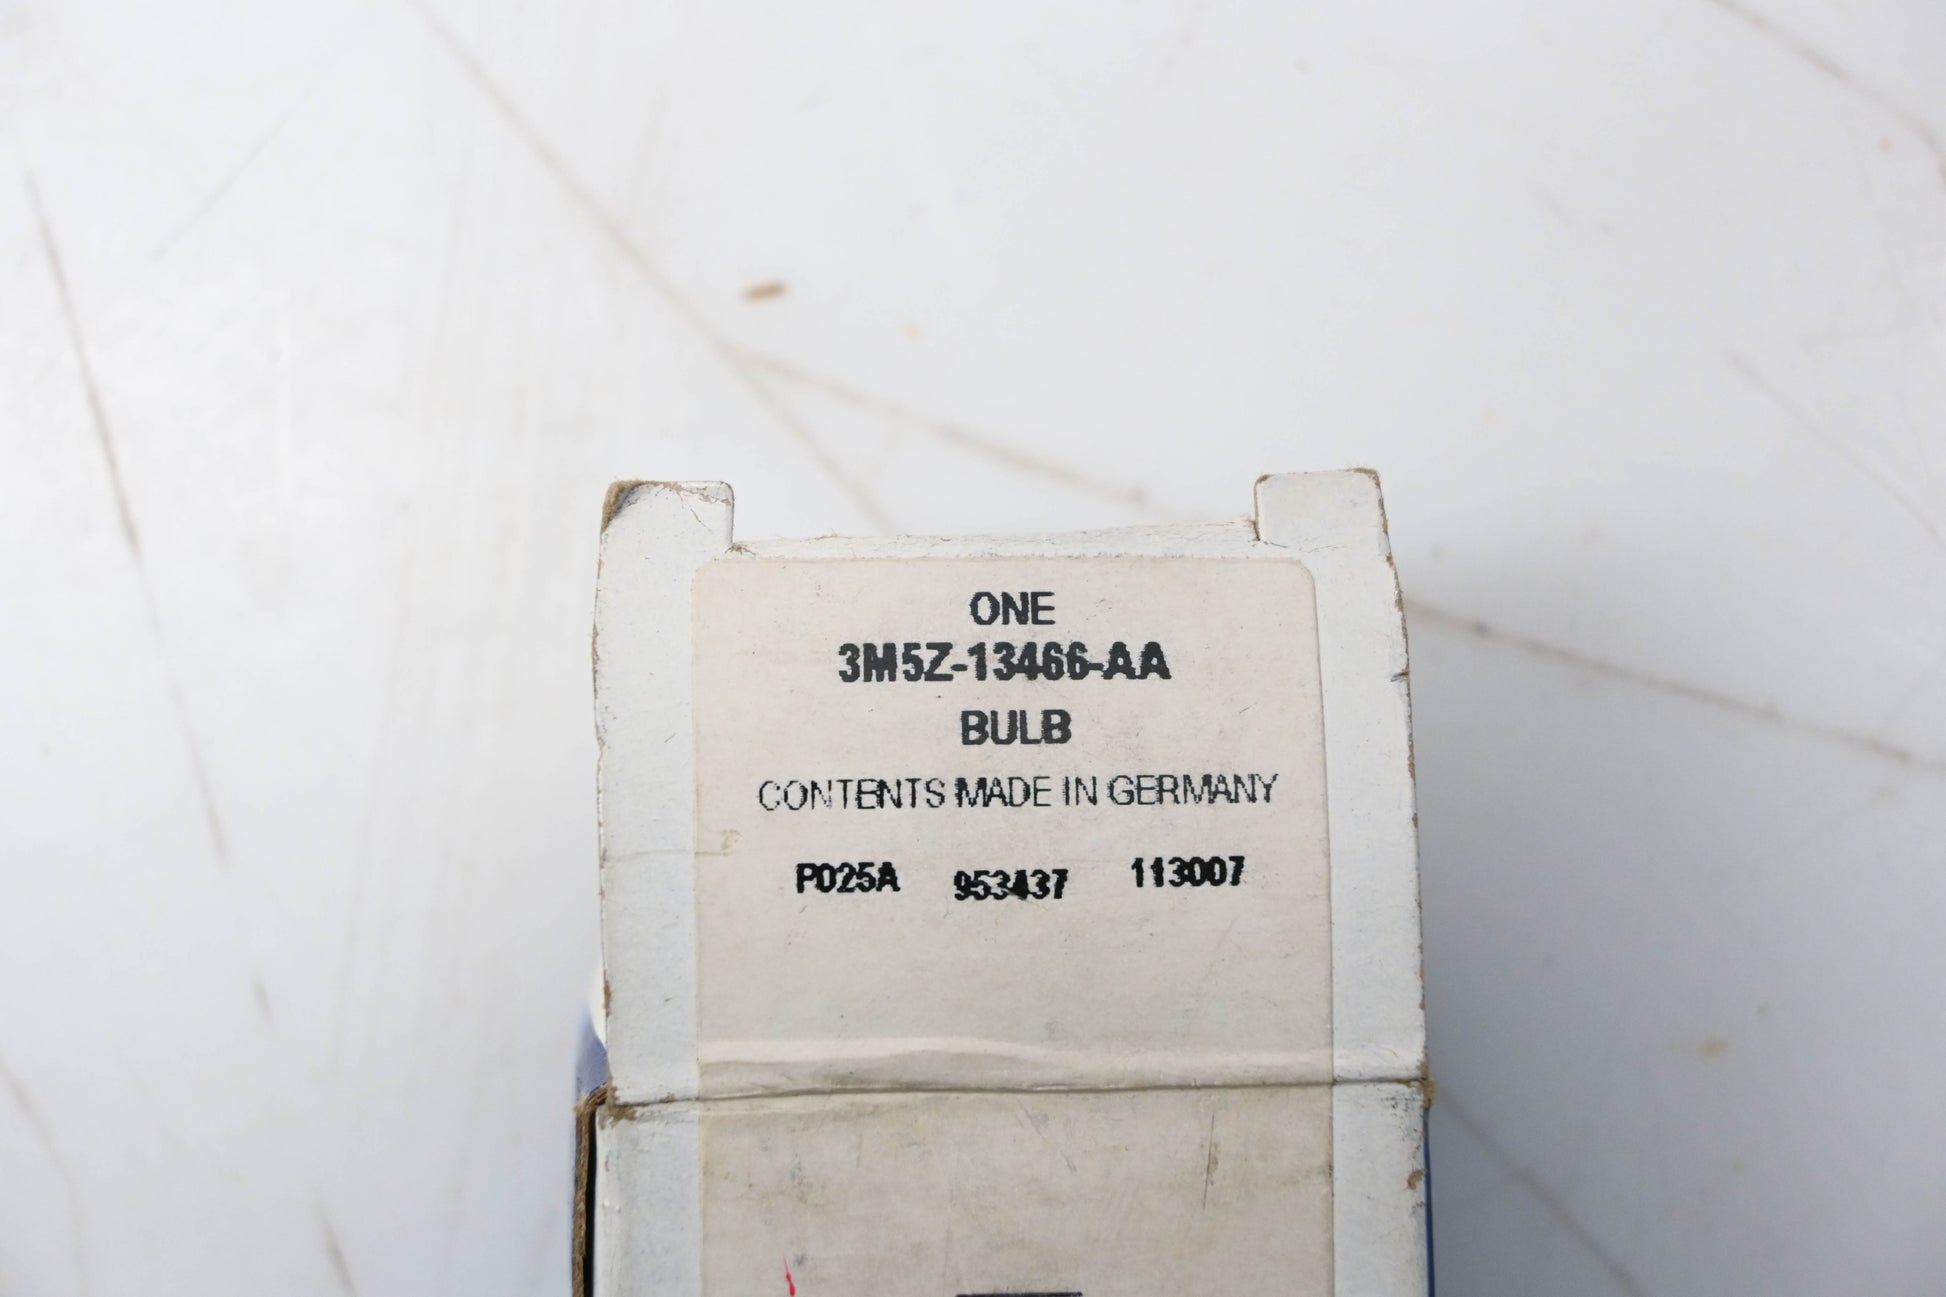 ONE
3M5Z-13466-AA
BULB
CONTENTS MADE IN GERMANY
P025A 953437 113007